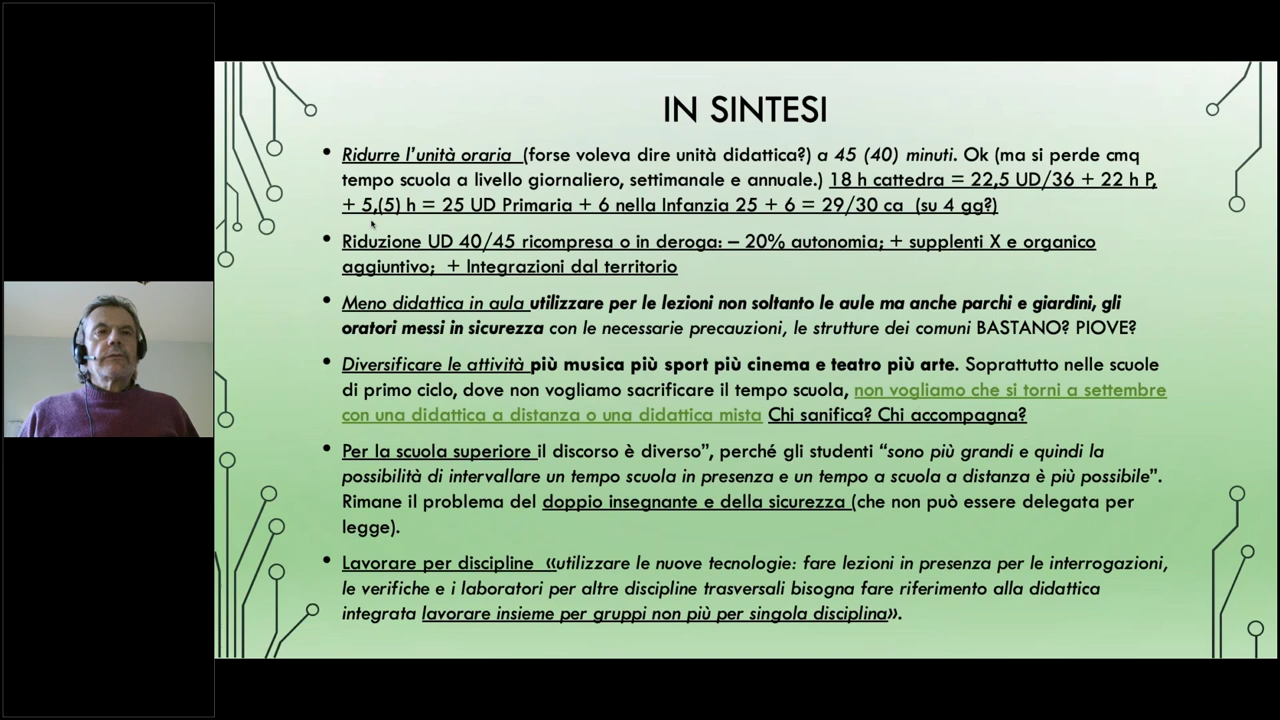 IN SINTESI
• Ridurre l’unità oraria (forse voleva dire unità didattica?) a 45 (40) minuti. Ok (ma si perde cmq
tempo scuola a livello giornaliero, settimanale e annuale.) 18 h cattedra = 22,5 UD/36 + 22 h P,
+ 5,(5) h = 25 UD Primaria + 6 nella Infanzia 25 + 6 = 29/30 ca (su 4 gg?)
• Riduzione UD 40/45 ricompresa o in deroga: – 20% autonomia; + supplenti X e organico
aggiuntivo; + Integrazioni dal territorio
• Meno didattica in aula utilizzare per le lezioni non soltanto le aule ma anche parchi e giardini, gli
oratori messi in sicurezza con le necessarie precauzioni, le strutture dei comuni BASTANO? PIOVE?
• Diversificare le attività più musica più sport più cinema e teatro più arte. Soprattutto nelle scuole
di primo ciclo, dove non vogliamo sacrificare il tempo scuola, non vogliamo che si torni a settembre
con una didattica a distanza o una didattica mista Chi sanifica? Chi accompagna?
• Per la scuola superiore il discorso è diverso”, perché gli studenti “sono più grandi e quindi la
possibilità di intervallare un tempo scuola in presenza e un tempo a scuola a distanza è più possibile”.
Rimane il problema del doppio insegnante e della sicurezza (che non può essere delegata per
legge).
• Lavorare per discipline «utilizzare le nuove tecnologie: fare lezioni in presenza per le interrogazioni,
le verifiche e i laboratori per altre discipline trasversali bisogna fare riferimento alla didattica
integrata lavorare insieme per gruppi non più per singola disciplina».